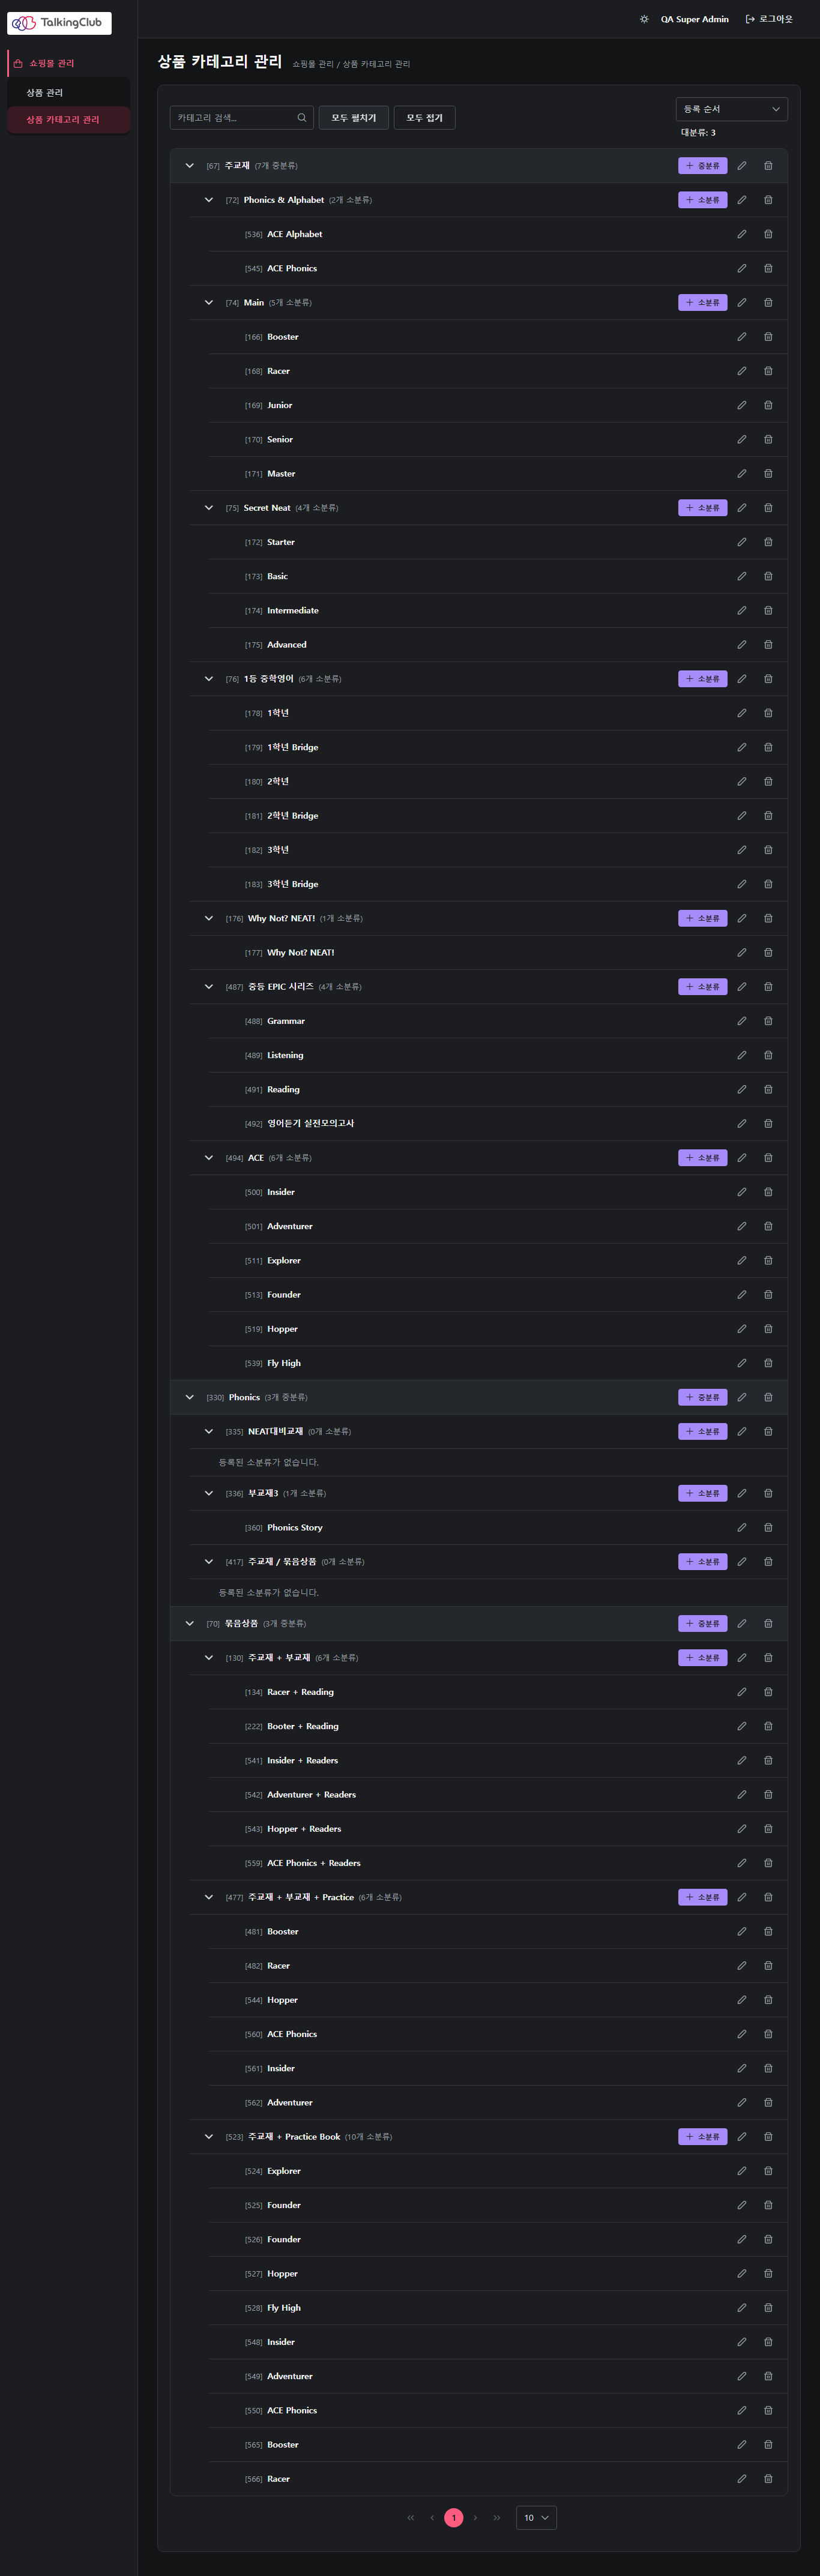 TalkingClub
QA Super Admin 로그아웃
쇼핑몰 관리
상품 관리
상품 카테고리 관리
상품 카테고리 관리 쇼핑몰 관리 / 상품 카테고리 관리
카테고리 검색... 모두 펼치기 모두 접기 등록 순서
대분류: 3
[67] 주교재 (7개 중분류) + 중분류
[72] Phonics & Alphabet (2개 소분류) + 소분류
[536] ACE Alphabet
[545] ACE Phonics
[74] Main (5개 소분류) + 소분류
[166] Booster
[168] Racer
[169] Junior
[170] Senior
[171] Master
[75] Secret Neat (4개 소분류) + 소분류
[172] Starter
[173] Basic
[174] Intermediate
[175] Advanced
[76] 1등 중학영어 (6개 소분류) + 소분류
[178] 1학년
[179] 1학년 Bridge
[180] 2학년
[181] 2학년 Bridge
[182] 3학년
[183] 3학년 Bridge
[176] Why Not? NEAT! (1개 소분류) + 소분류
[177] Why Not? NEAT!
[487] 중등 EPIC 시리즈 (4개 소분류) + 소분류
[488] Grammar
[489] Listening
[491] Reading
[492] 영어듣기 실전모의고사
[494] ACE (6개 소분류) + 소분류
[500] Insider
[501] Adventurer
[511] Explorer
[513] Founder
[519] Hopper
[539] Fly High
[330] Phonics (3개 중분류) + 중분류
[335] NEAT대비교재 (0개 소분류) + 소분류
등록된 소분류가 없습니다.
[336] 부교재3 (1개 소분류) + 소분류
[360] Phonics Story
[417] 주교재 / 묶음상품 (0개 소분류) + 소분류
등록된 소분류가 없습니다.
[70] 묶음상품 (3개 중분류) + 중분류
[130] 주교재 + 부교재 (6개 소분류) + 소분류
[134] Racer + Reading
[222] Booter + Reading
[541] Insider + Readers
[542] Adventurer + Readers
[543] Hopper + Readers
[559] ACE Phonics + Readers
[477] 주교재 + 부교재 + Practice (6개 소분류) + 소분류
[481] Booster
[482] Racer
[544] Hopper
[560] ACE Phonics
[561] Insider
[562] Adventurer
[523] 주교재 + Practice Book (10개 소분류) + 소분류
[524] Explorer
[525] Founder
[526] Founder
[527] Hopper
[528] Fly High
[548] Insider
[549] Adventurer
[550] ACE Phonics
[565] Booster
[566] Racer
1 10